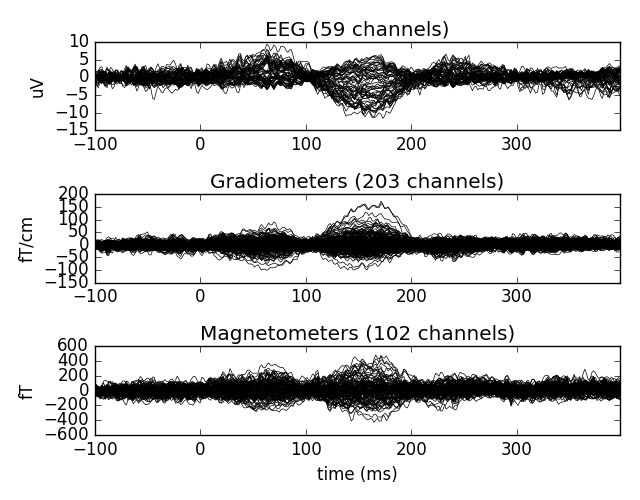 EEG (59 channels)
10
5
0
−5
−10
−15
uV
−100 0 100 200 300
Gradiometers (203 channels)
200
150
100
50
0
−50
−100
−150
fT/cm
−100 0 100 200 300
Magnetometers (102 channels)
600
400
200
0
−200
−400
−600
fT
−100 0 100 200 300
time (ms)